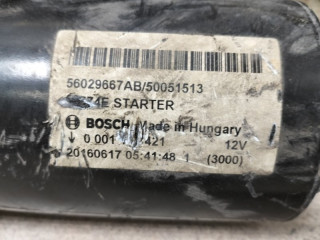 56029667AB/50051513
STARTER
BOSCH Made in Hungary
0 001 421 12V
20160617 05:41:48 1 (3000)